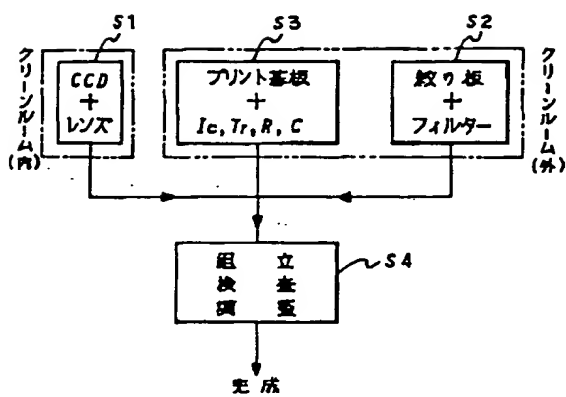 S1
S3
S2
クリーンルーム(内)
CCD
+
レンズ
プリント基板
+
Ic, Tr, R, C
絞り板
+
フィルター
クリーンルーム(外)
組立
検査
調整
S4
完成